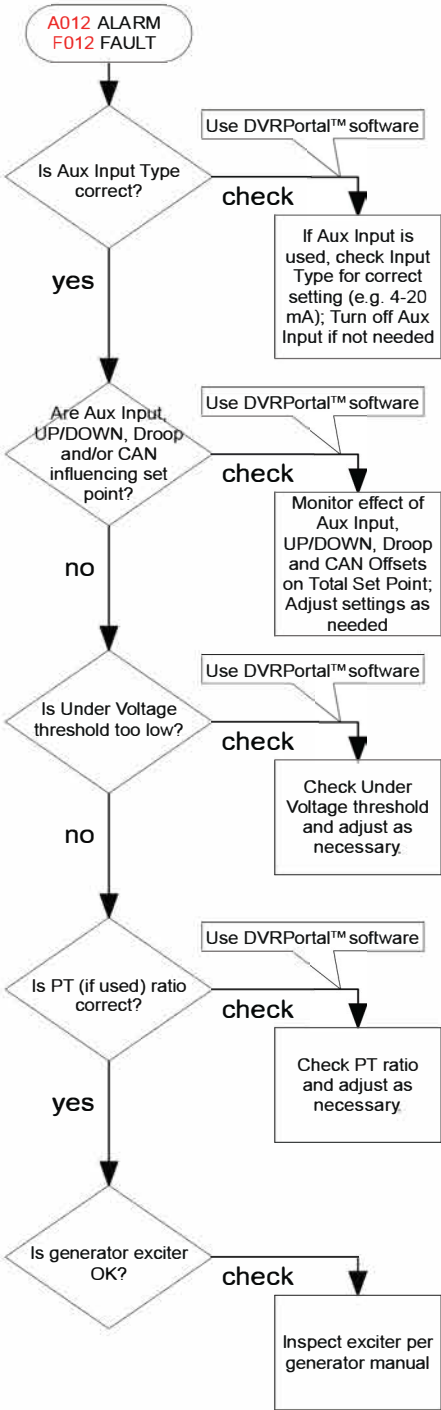 A012 ALARM
F012 FAULT
Use DVRPortal™ software
Is Aux Input Type
correct?
check
If Aux Input is
used, check Input
Type for correct
setting (e.g. 4-20
mA); Turn off Aux
Input if not needed
yes
Use DVRPortal™ software
Are Aux Input,
UP/DOWN, Droop
and/or CAN
influencing set
point?
check
Monitor effect of
Aux Input,
UP/DOWN, Droop
and CAN Offsets
on Total Set Point;
Adjust settings as
needed
no
Use DVRPortal™ software
Is Under Voltage
threshold too low?
check
Check Under
Voltage threshold
and adjust as
necessary.
no
Use DVRPortal™ software
Is PT (if used) ratio
correct?
check
Check PT ratio
and adjust as
necessary.
yes
Is generator exciter
OK?
check
Inspect exciter per
generator manual